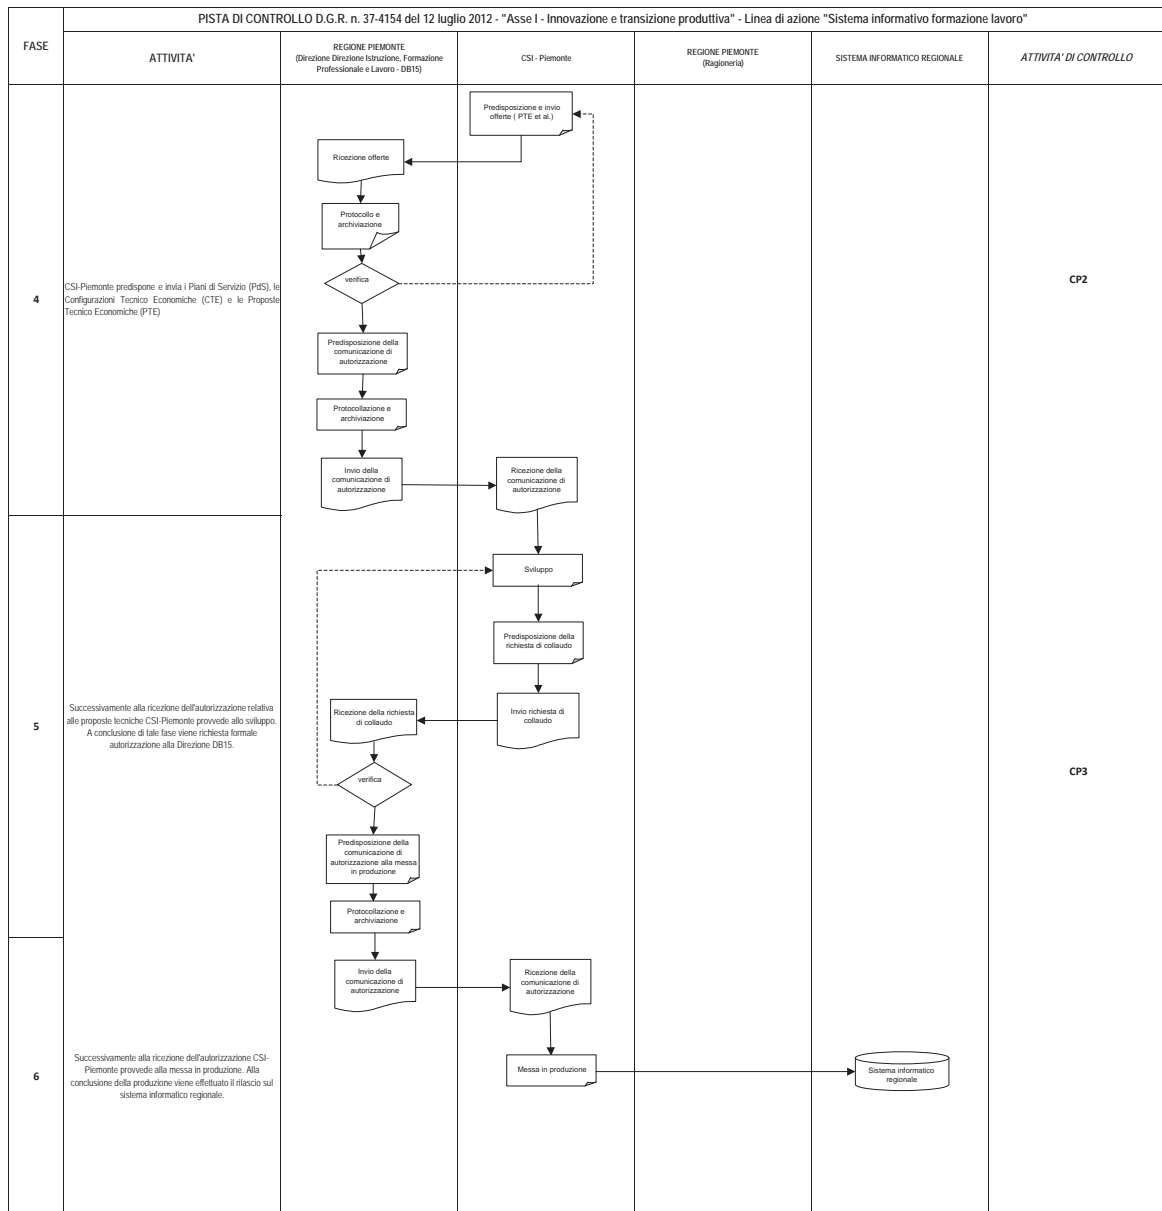 PISTA DI CONTROLLO D.G.R. n. 37-4154 del 12 luglio 2012 - "Asse I - Innovazione e transizione produttiva" - Linea di azione "Sistema informativo formazione lavoro"
FASE
ATTIVITA'
REGIONE PIEMONTE
(Direzione Direzione Istruzione, Formazione
Professionale e Lavoro - DB15)
CSI - Piemonte
REGIONE PIEMONTE
(Ragioneria)
SISTEMA INFORMATICO REGIONALE
ATTIVITA' DI CONTROLLO
Predisposizione e invio
offerte ( PTE et al.)
Ricezione offerte
Protocollo e
archiviazione
verifica
4
CSI-Piemonte predispone e invia i Piani di Servizio (PdS), le
Configurazioni Tecnico Economiche (CTE) e le Proposte
Tecnico Economiche (PTE)
CP2
Predisposizione della
comunicazione di
autorizzazione
Protocollazione e
archiviazione
Invio della
comunicazione di
autorizzazione
Ricezione della
comunicazione di
autorizzazione
Sviluppo
Predisposizione della
richiesta di collaudo
5
Successivamente alla ricezione dell'autorizzazione relativa
alle proposte tecniche CSI-Piemonte provvede allo sviluppo.
A conclusione di tale fase viene richiesta formale
autorizzazione alla Direzione DB15.
Ricezione della richiesta
di collaudo
Invio richiesta di
collaudo
verifica
CP3
Predisposizione della
comunicazione di
autorizzazione alla messa
in produzione
Protocollazione e
archiviazione
Invio della
comunicazione di
autorizzazione
Ricezione della
comunicazione di
autorizzazione
6
Successivamente alla ricezione dell'autorizzazione CSI-
Piemonte provvede alla messa in produzione. Alla
conclusione della produzione viene effettuato il rilascio sul
sistema informatico regionale.
Messa in produzione
Sistema informatico
regionale